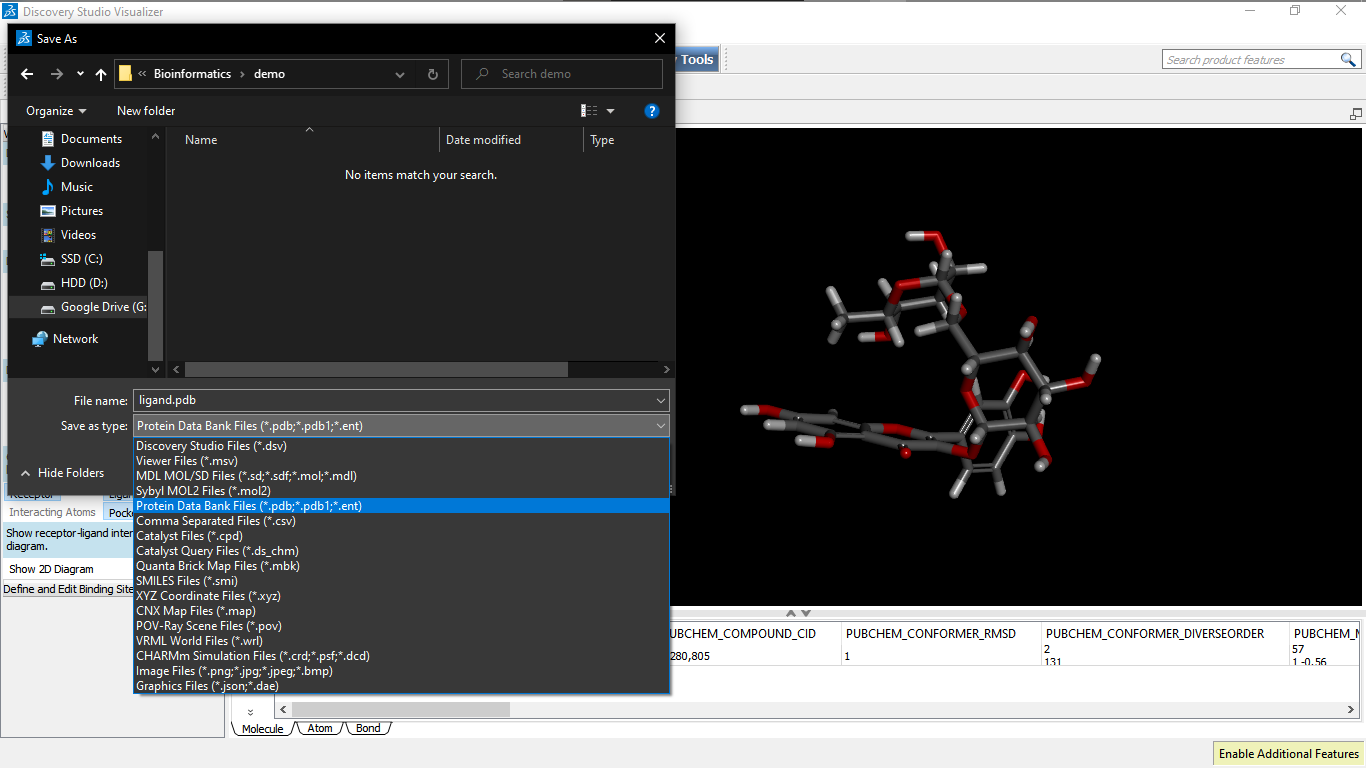 Discovery Studio Visualizer
Save As
Bioinformatics > demo
Search demo
Tools
Search product features
Organize
New folder
Name
Date modified
Type
No items match your search.
Documents
Downloads
Music
Pictures
Videos
SSD (C:)
HDD (D:)
Google Drive (G:
Network
File name: ligand.pdb
Save as type: Protein Data Bank Files (*.pdb;*.pdb1;*.ent)
Discovery Studio Files (*.dsv)
Viewer Files (*.msv)
MDL MOL/SD Files (*.sd;*.sdf;*.mol;*.mdl)
Sybyl MOL2 Files (*.mol2)
Protein Data Bank Files (*.pdb;*.pdb1;*.ent)
Comma Separated Files (*.csv)
Catalyst Files (*.cpd)
Catalyst Query Files (*.ds_chm)
Quanta Brick Map Files (*.mbk)
SMILES Files (*.smi)
XYZ Coordinate Files (*.xyz)
CNX Map Files (*.map)
POV-Ray Scene Files (*.pov)
VRML World Files (*.wrl)
CHARMm Simulation Files (*.crd;*.psf;*.dcd)
Image Files (*.png;*.jpg;*.jpeg;*.bmp)
Graphics Files (*.json;*.dae)
Hide Folders
Interacting Atoms
Show receptor-ligand inter
diagram.
Show 2D Diagram
Define and Edit Binding Site
UBCHEM_COMPOUND_CID PUBCHEM_CONFORMER_RMSD PUBCHEM_CONFORMER_DIVERSEORDER PUBCHEM_M
280,805 1 2 57
131 1 -0.56
Molecule Atom Bond
Enable Additional Features